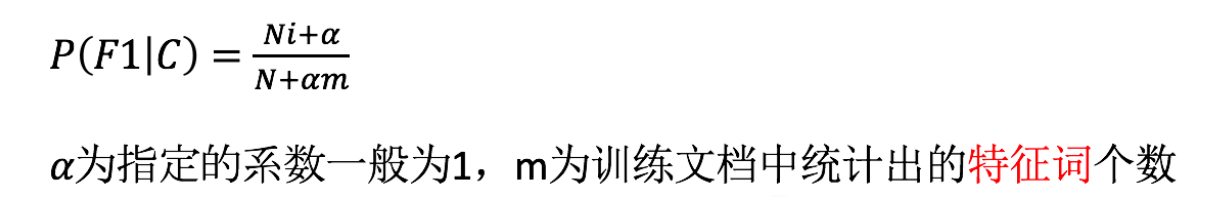 P(F1|C) = \frac{Ni+α}{N+αm}
α为指定的系数一般为1，m为训练文档中统计出的特征词个数